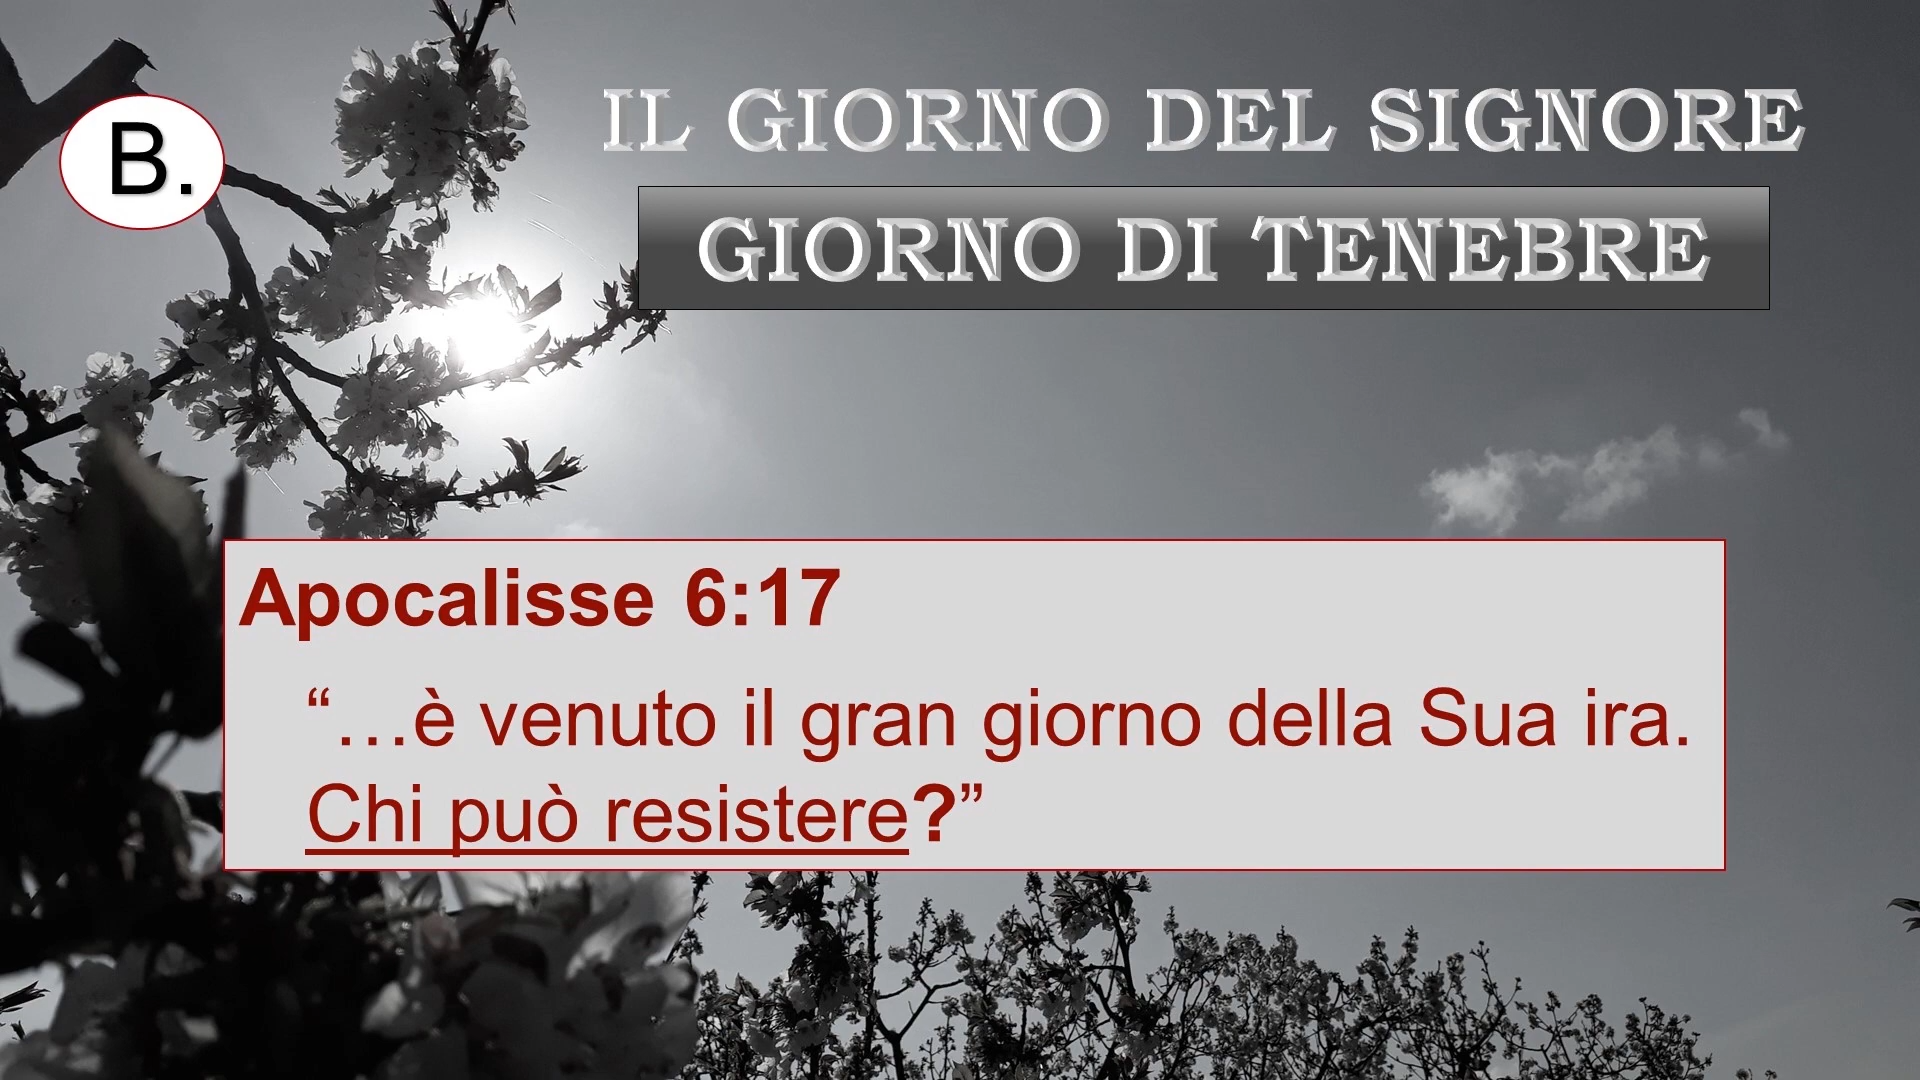 B.
IL GIORNO DEL SIGNORE
GIORNO DI TENEBRE
Apocalisse 6:17
“…è venuto il gran giorno della Sua ira.
Chi può resistere?”